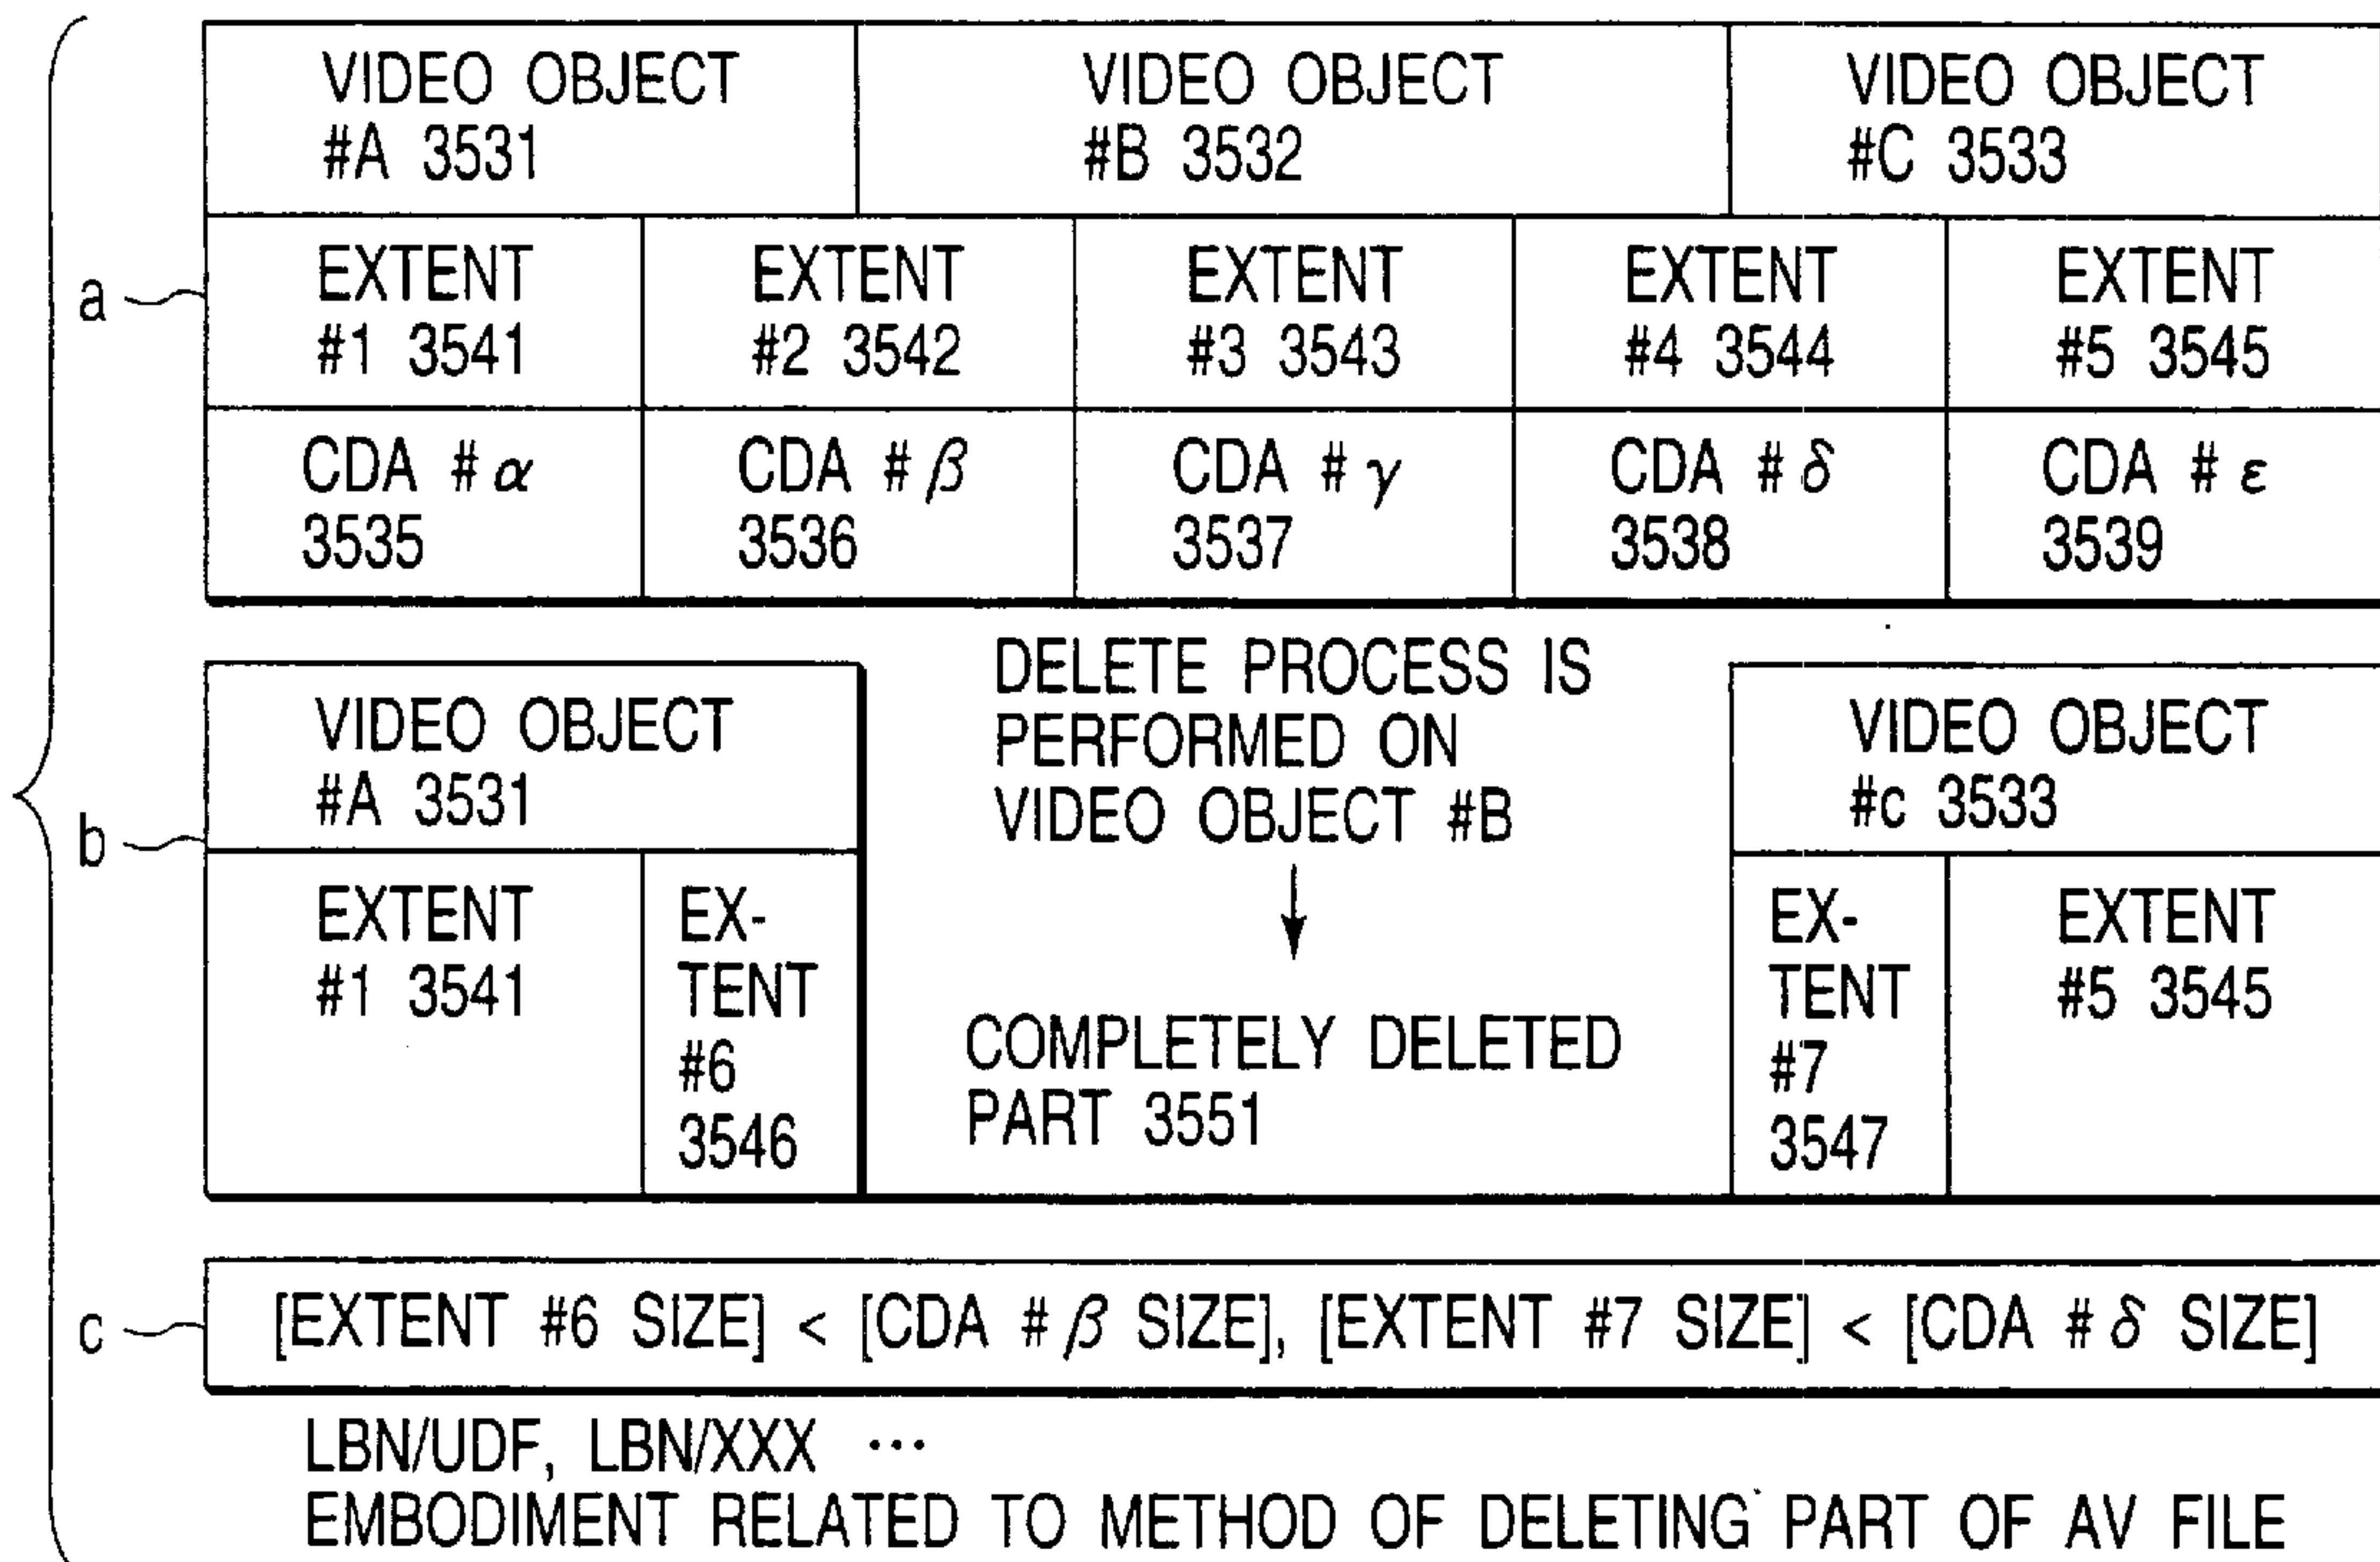 VIDEO OBJECT
#A 3531
VIDEO OBJECT
#B 3532
VIDEO OBJECT
#C 3533
a
EXTENT
#1 3541
EXTENT
#2 3542
EXTENT
#3 3543
EXTENT
#4 3544
EXTENT
#5 3545
CDA #α
3535
CDA #β
3536
CDA #γ
3537
CDA #δ
3538
CDA #ε
3539
b
VIDEO OBJECT
#A 3531
DELETE PROCESS IS
PERFORMED ON
VIDEO OBJECT #B
VIDEO OBJECT
#c 3533
EXTENT
#1 3541
EX-
TENT
#6
3546
COMPLETELY DELETED
PART 3551
EX-
TENT
#7
3547
EXTENT
#5 3545
c
[EXTENT #6 SIZE] < [CDA #β SIZE], [EXTENT #7 SIZE] < [CDA #δ SIZE]
LBN/UDF, LBN/XXX ···
EMBODIMENT RELATED TO METHOD OF DELETING PART OF AV FILE